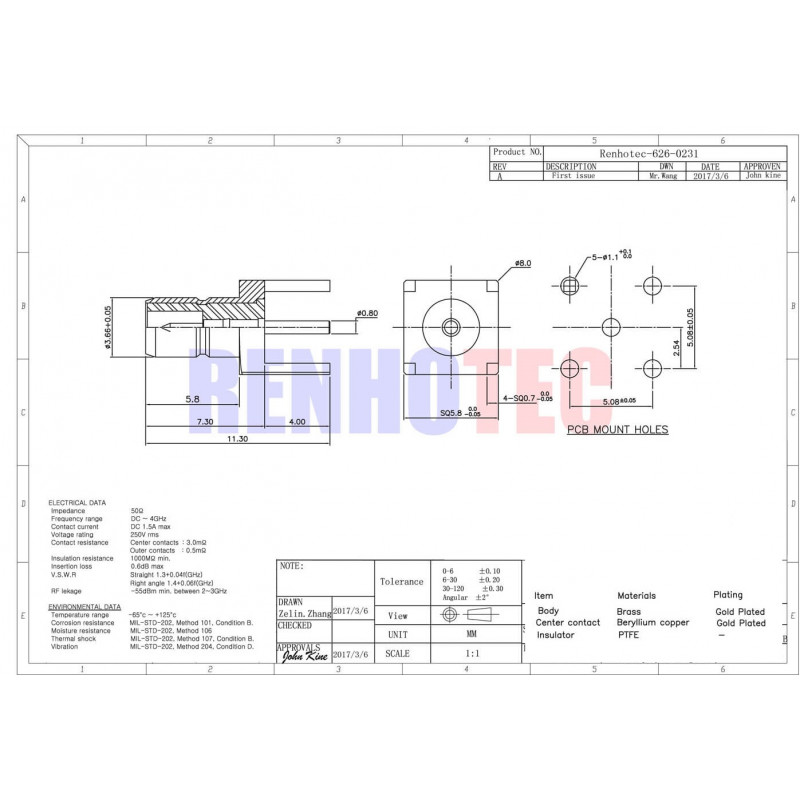 1 2 3 4 5 6
Product NO. Renhotec-626-0231
REV DESCRIPTION DWN DATE APPROVEN
A First issue Mr.Wang 2017/3/6 John kine
A A
B B
C C
D D
E E
ø3.66±0.05
ø0.80
5.8
7.30 4.00
11.30
ø8.0
SQ5.8 0.0 -0.05
4-SQ0.7 0.0 -0.05
5-ø1.1 +0.1 0.0
2.54
5.08±0.05
5.08±0.05
PCB MOUNT HOLES
RENHOTEC
ELECTRICAL DATA
Impedance 50Ω
Frequency range DC ~ 4GHz
Contact current DC 1.5A max
Voltage rating 250V rms
Contact resistance Center contacts : 3.0mΩ
Outer contacts : 0.5mΩ
Insulation resistance 1000MΩ min.
Insertion loss 0.6dB max
V.S.W.R Straight 1.3+0.04f(GHz)
Right angle 1.4+0.06f(GHz)
RF lekage -55dBm min. between 2~3GHz
ENVIRONMENTAL DATA
Temperature range -65°c ~ +125°c
Corrosion resistance MIL-STD-202, Method 101, Condition B.
Moisture resistance MIL-STD-202, Method 106
Thermal shock MIL-STD-202, Method 107, Condition B.
Vibration MIL-STD-202, Method 204, Condition D.
NOTE:
DRAWN
Zelin.Zhang 2017/3/6
CHECKED
APPROVALS
John Kine 2017/3/6
Tolerance
0-6 ±0.10
6-30 ±0.20
30-120 ±0.30
Angular ±2°
View
UNIT MM
SCALE 1:1
Item Materials Plating
Body Brass Gold Plated
Center contact Beryllium copper Gold Plated
Insulator PTFE -
B
1 2 3 4 5 6